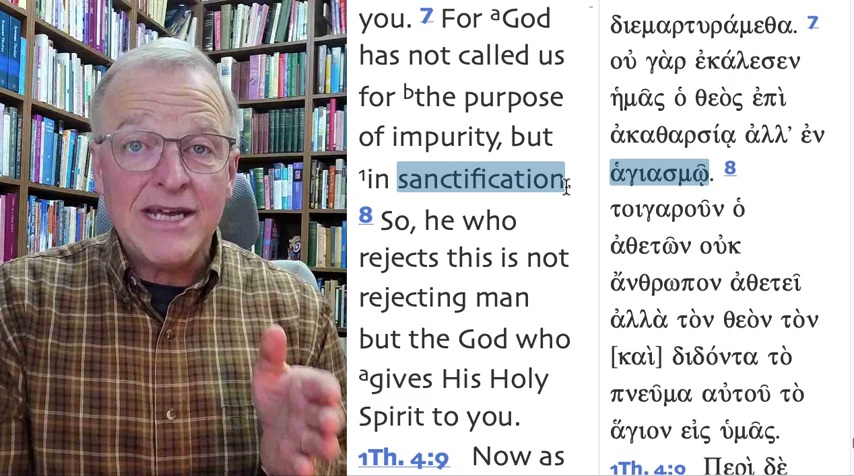 you. 7 For ᵃGod
has not called us
for ᵇthe purpose
of impurity, but
¹in sanctification.
8 So, he who
rejects this is not
rejecting man
but the God who
ᵃgives His Holy
Spirit to you.
1Th. 4:9 Now as
διεμαρτυράμεθα. 7
οὐ γὰρ ἐκάλεσεν
ἡμᾶς ὁ θεὸς ἐπὶ
ἀκαθαρσίᾳ ἀλλ’ ἐν
ἁγιασμῷ. 8
τοιγαροῦν ὁ
ἀθετῶν οὐκ
ἄνθρωπον ἀθετεῖ
ἀλλὰ τὸν θεὸν τὸν
[καὶ] διδόντα τὸ
πνεῦμα αὐτοῦ τὸ
ἅγιον εἰς ὑμᾶς.
1Th. 4:9 Περὶ δὲ